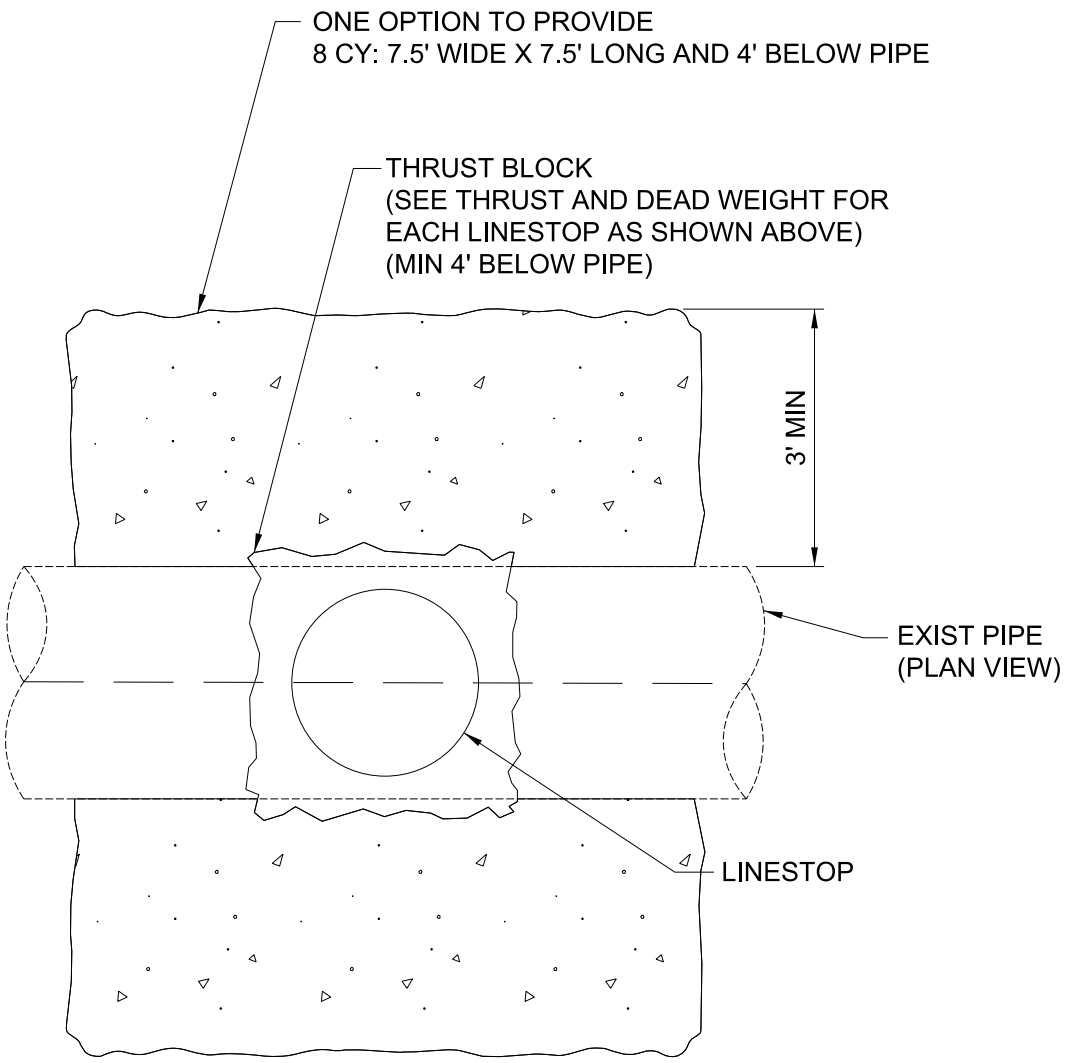 ONE OPTION TO PROVIDE
8 CY: 7.5' WIDE X 7.5' LONG AND 4' BELOW PIPE
THRUST BLOCK
(SEE THRUST AND DEAD WEIGHT FOR
EACH LINESTOP AS SHOWN ABOVE)
(MIN 4' BELOW PIPE)
3' MIN
EXIST PIPE
(PLAN VIEW)
LINESTOP